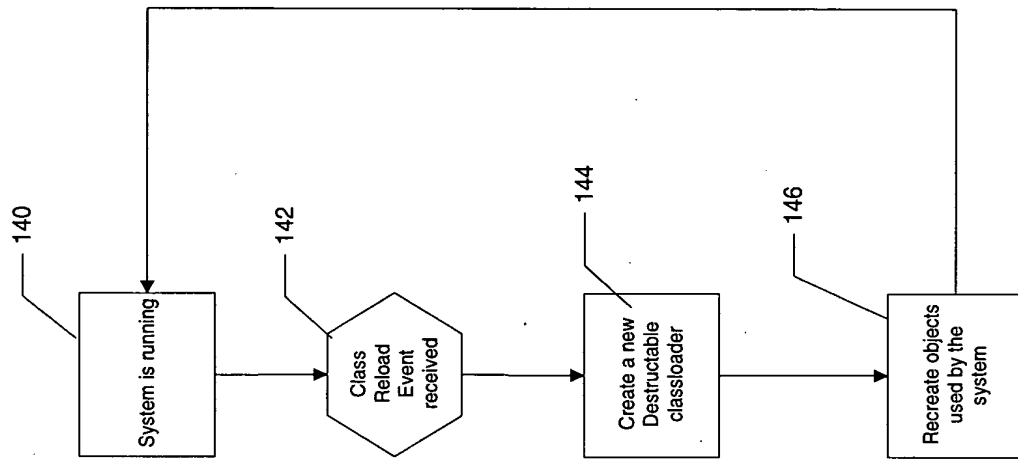 140
System is running
142
Class
Reload
Event
received
144
Create a new
Destructable
classloader
146
Recreate objects
used by the
system